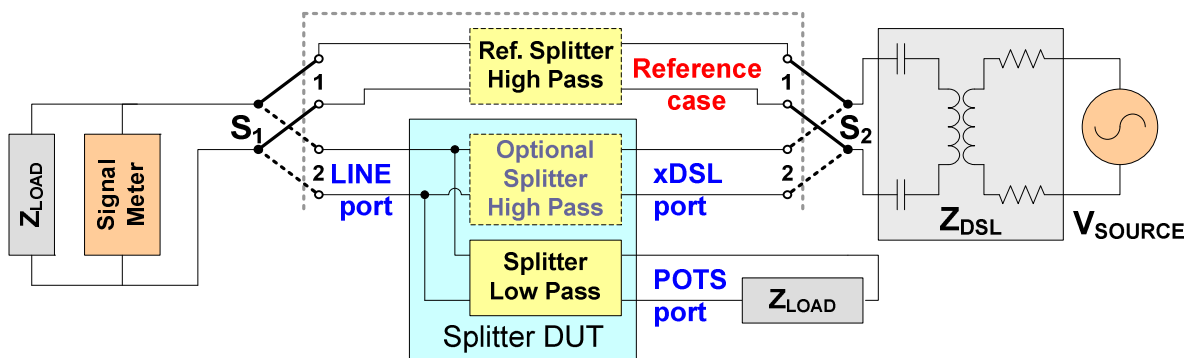 Ref. Splitter
High Pass
Reference
case
1
1
S1
S2
Z LOAD
Signal
Meter
2
LINE
port
Optional
Splitter
High Pass
xDSL
port
2
ZDSL
VSOURCE
Splitter
Low Pass
POTS
port
ZLOAD
Splitter DUT